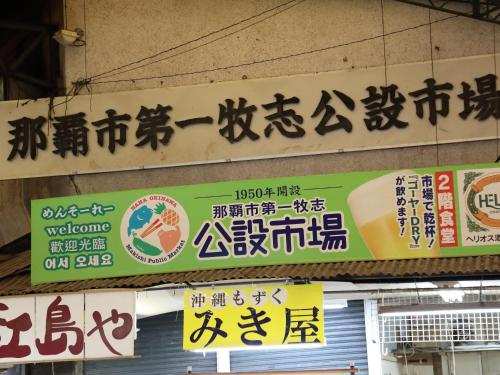 那覇市第一牧志公設市場
めんそーれー
welcome
歡迎光臨
어서 오세요
NAHA OKINAWA
Makishi Public Market
1950年開設
那覇市第一牧志
公設市場
市場で乾杯!
『ゴーヤーDRY』
が飲めます!
2階食堂
HELI
ヘリオス酒
江島や
沖縄もずく
みき屋